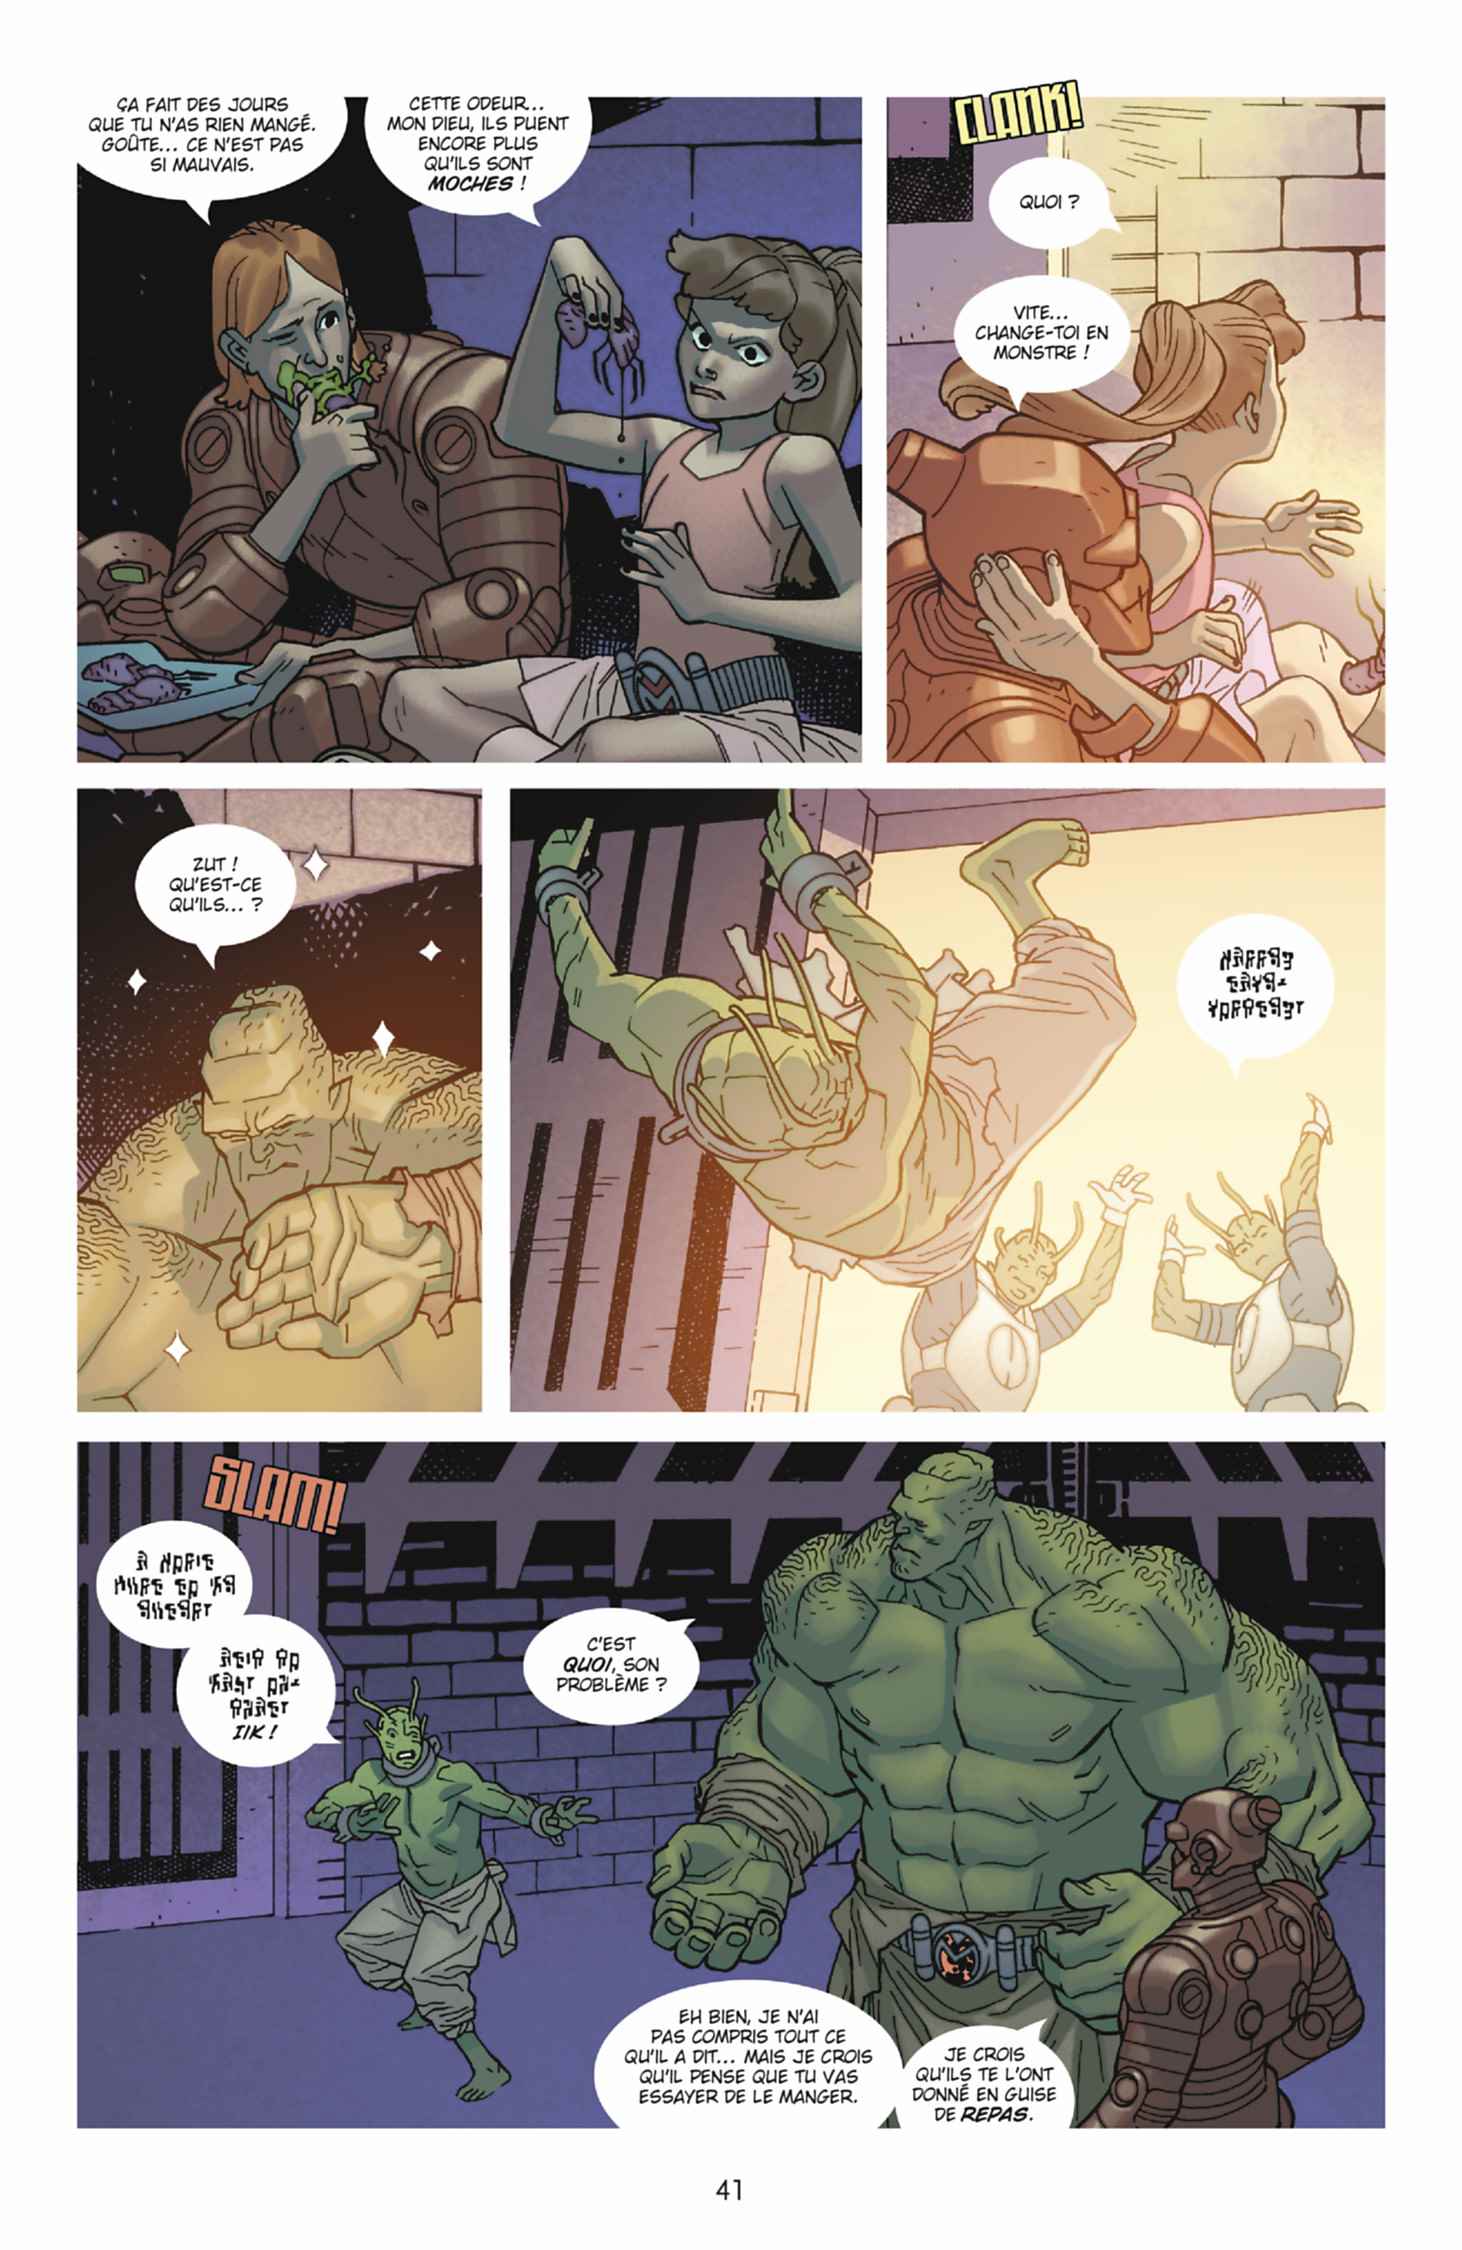 ÇA FAIT DES JOURS
QUE TU N'AS RIEN MANGÉ.
GOÛTE... CE N'EST PAS
SI MAUVAIS.
CETTE ODEUR...
MON DIEU, ILS PUENT
ENCORE PLUS
QU'ILS SONT
MOCHES !
CLANK!
QUOI ?
VITE...
CHANGE-TOI EN
MONSTRE !
ZUT !
QU'EST-CE
QU'ILS... ?
SLAM!
IIK !
C'EST
QUOI, SON
PROBLÈME ?
EH BIEN, JE N'AI
PAS COMPRIS TOUT CE
QU'IL A DIT... MAIS JE CROIS
QU'IL PENSE QUE TU VAS
ESSAYER DE LE MANGER.
JE CROIS
QU'ILS TE L'ONT
DONNÉ EN GUISE
DE REPAS.
41